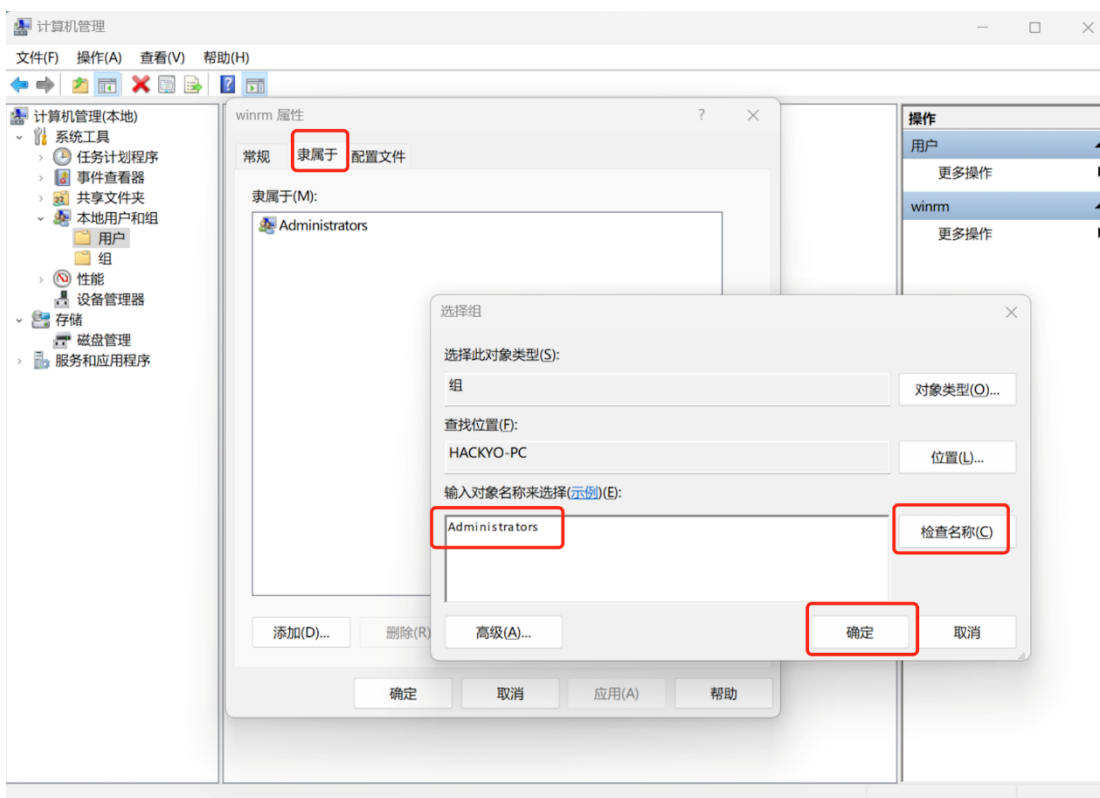 计算机管理
文件(F) 操作(A) 查看(V) 帮助(H)
计算机管理(本地)
系统工具
任务计划程序
事件查看器
共享文件夹
本地用户和组
用户
组
性能
设备管理器
存储
磁盘管理
服务和应用程序
winrm 属性
常规 隶属于 配置文件
隶属于(M):
Administrators
添加(D)... 删除(R)
确定 取消 应用(A) 帮助
选择组
选择此对象类型(S):
组
对象类型(O)...
查找位置(F):
HACKYO-PC
位置(L)...
输入对象名称来选择(示例)(E):
Administrators
检查名称(C)
高级(A)...
确定 取消
操作
用户
更多操作
winrm
更多操作